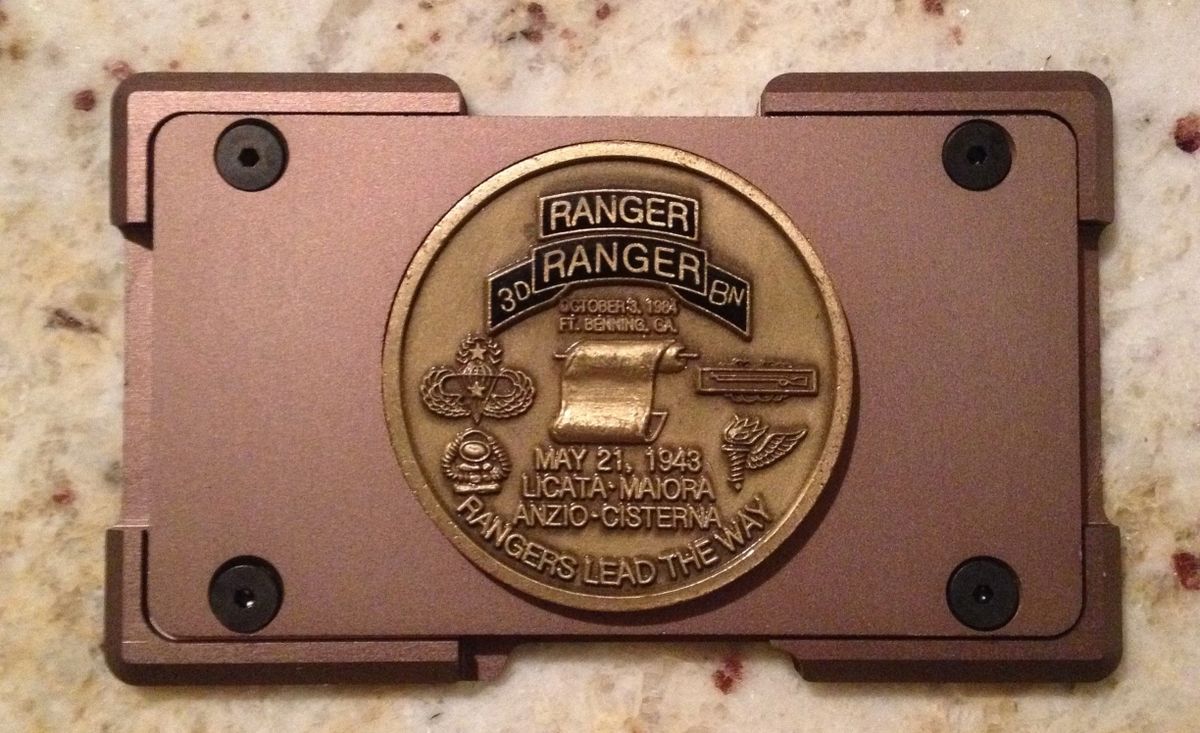 RANGER
3D RANGER BN
OCTOBER 3, 1984
FT. BENNING, GA.
MAY 21, 1943
LICATA · MAIORA
ANZIO · CISTERNA
RANGERS LEAD THE WAY